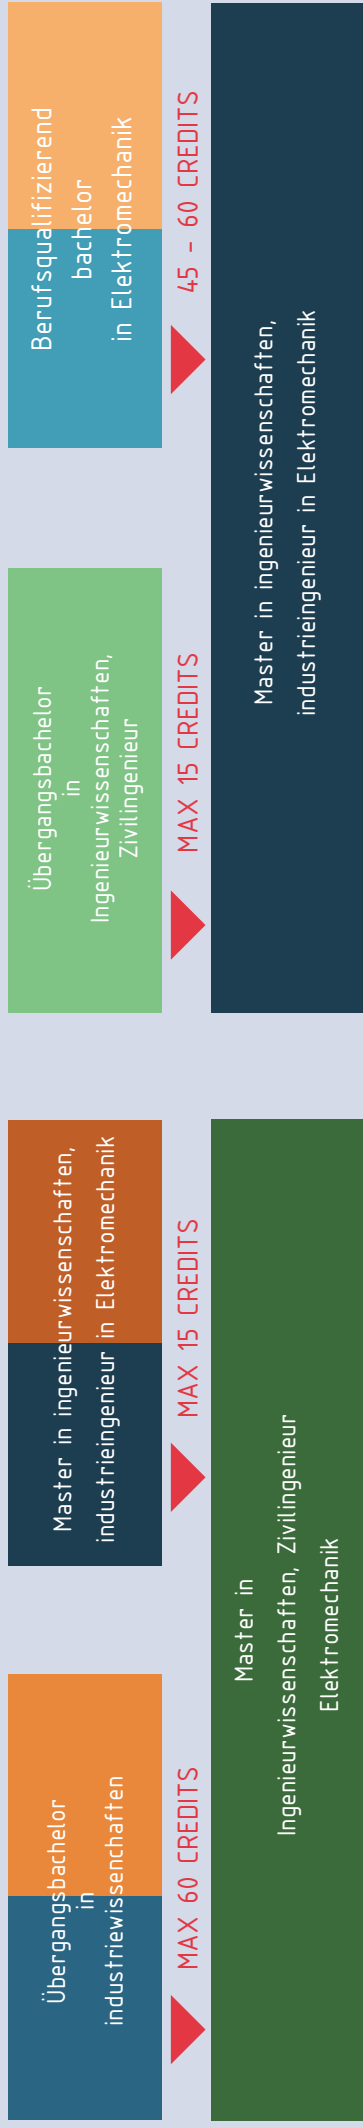 Berufsqualifizierend
bachelor
in Elektromechanik
45 - 60 CREDITS
Master in ingenieurwissenschaften,
industrieingenieur in Elektromechanik
Übergangsbachelor
in
Ingenieurwissenschaften,
Zivilingenieur
MAX 15 CREDITS
Master in ingenieurwissenschaften,
industrieingenieur in Elektromechanik
MAX 15 CREDITS
Master in
Ingenieurwissenschaften, Zivilingenieur
Elektromechanik
Übergangsbachelor
in
industriewissenchaften
MAX 60 CREDITS